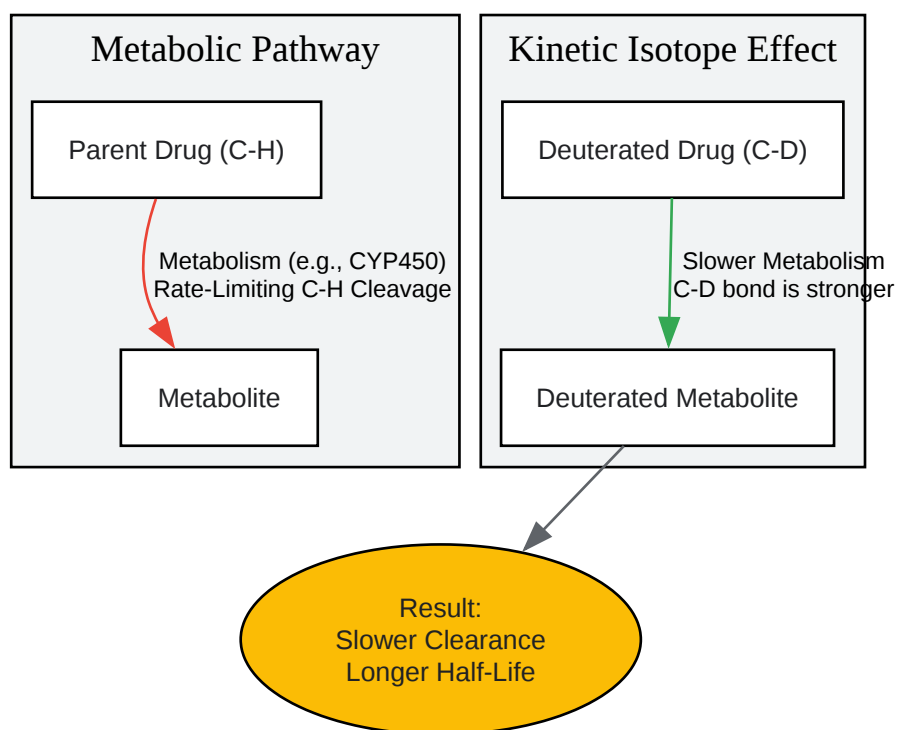 Metabolic Pathway
Parent Drug (C-H)
Metabolism (e.g., CYP450)
Rate-Limiting C-H Cleavage
Metabolite
Kinetic Isotope Effect
Deuterated Drug (C-D)
Slower Metabolism
C-D bond is stronger
Deuterated Metabolite
Result:
Slower Clearance
Longer Half-Life